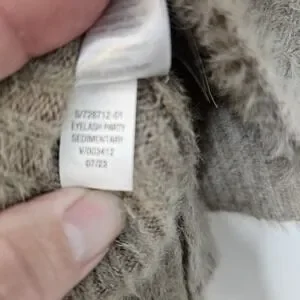 S/728712-01
EYELASH PARTY
SEDIMENTARY
V/003412
07/23